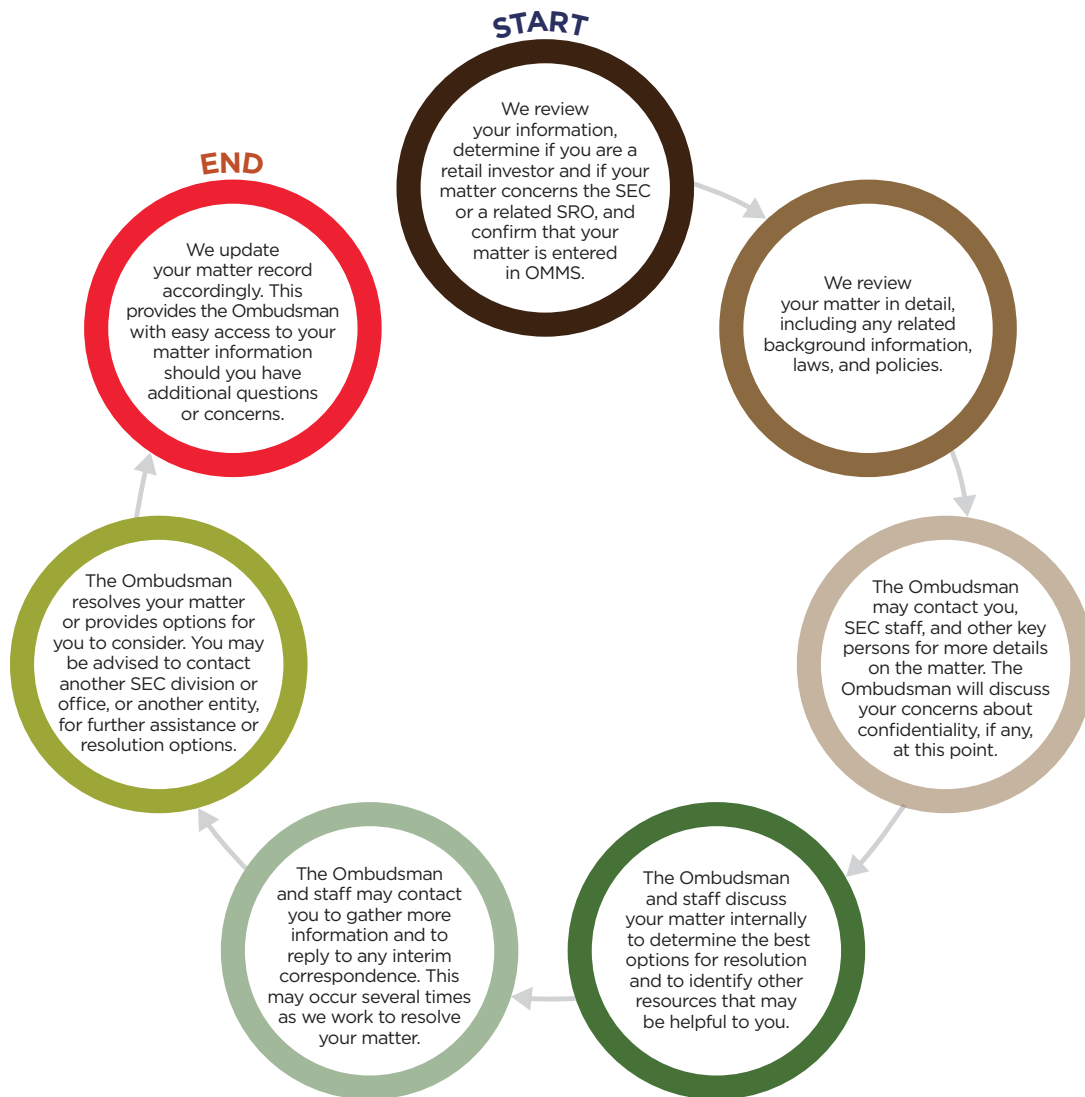 START
We review
your information,
determine if you are a
retail investor and if your
matter concerns the SEC
or a related SRO, and
confirm that your
matter is entered
in OMMS.
We review
your matter in detail,
including any related
background information,
laws, and policies.
The Ombudsman
may contact you,
SEC staff, and other key
persons for more details
on the matter. The
Ombudsman will discuss
your concerns about
confidentiality, if any,
at this point.
The Ombudsman
and staff discuss
your matter internally
to determine the best
options for resolution
and to identify other
resources that may
be helpful to you.
The Ombudsman
and staff may contact
you to gather more
information and to
reply to any interim
correspondence. This
may occur several times
as we work to resolve
your matter.
The Ombudsman
resolves your matter
or provides options for
you to consider. You may
be advised to contact
another SEC division or
office, or another entity,
for further assistance or
resolution options.
END
We update
your matter record
accordingly. This
provides the Ombudsman
with easy access to your
matter information
should you have
additional questions
or concerns.